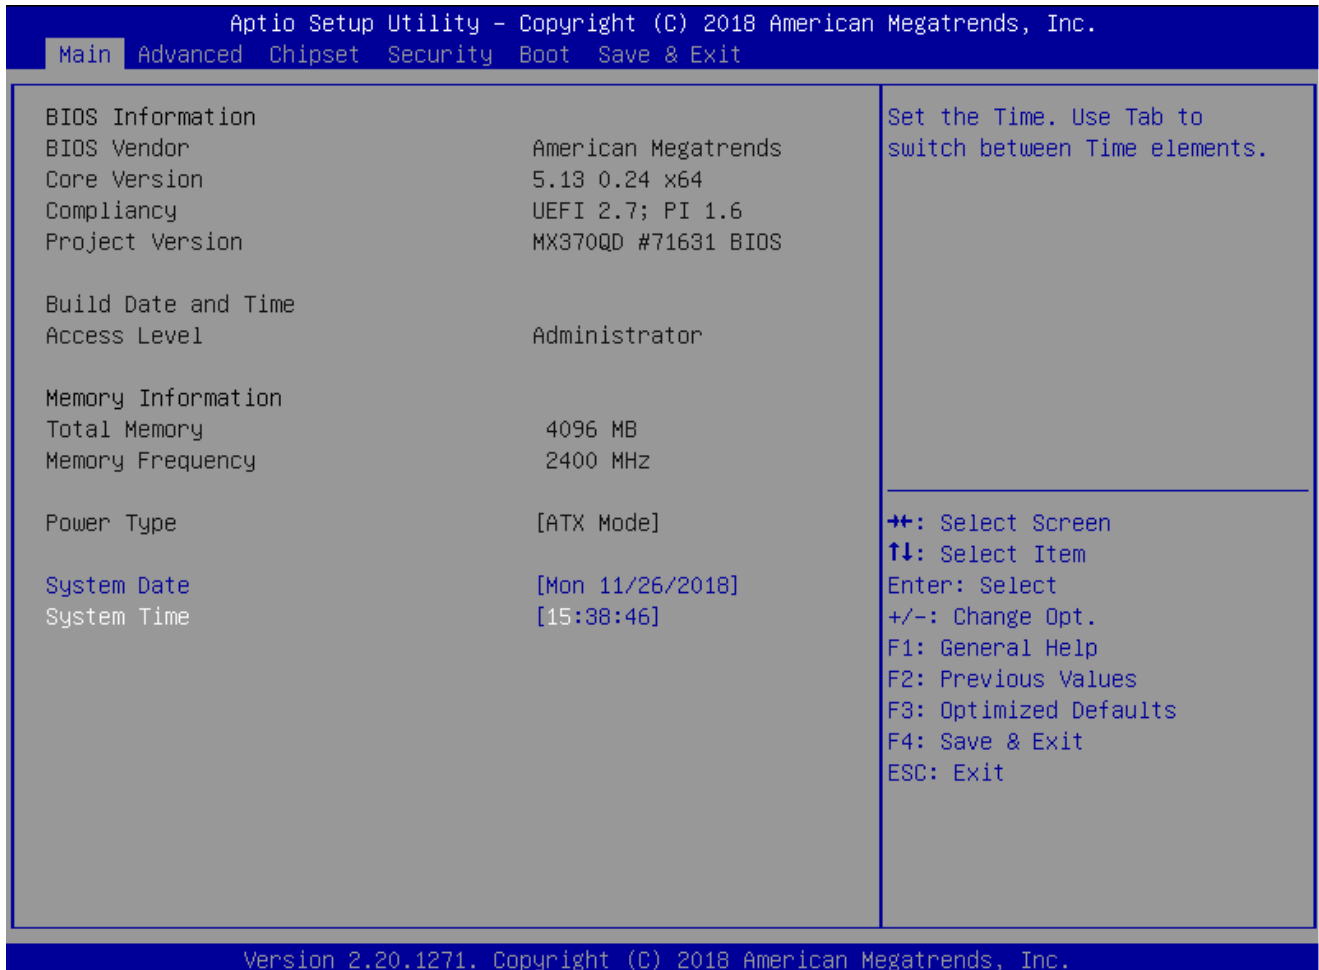 Aptio Setup Utility – Copyright (C) 2018 American Megatrends, Inc.
Main Advanced Chipset Security Boot Save & Exit
BIOS Information
BIOS Vendor American Megatrends
Core Version 5.13 0.24 x64
Compliancy UEFI 2.7; PI 1.6
Project Version MX370QD #71631 BIOS
Build Date and Time
Access Level Administrator
Memory Information
Total Memory 4096 MB
Memory Frequency 2400 MHz
Power Type [ATX Mode]
System Date [Mon 11/26/2018]
System Time [15:38:46]
Set the Time. Use Tab to
switch between Time elements.
→←: Select Screen
↑↓: Select Item
Enter: Select
+/-: Change Opt.
F1: General Help
F2: Previous Values
F3: Optimized Defaults
F4: Save & Exit
ESC: Exit
Version 2.20.1271. Copyright (C) 2018 American Megatrends, Inc.